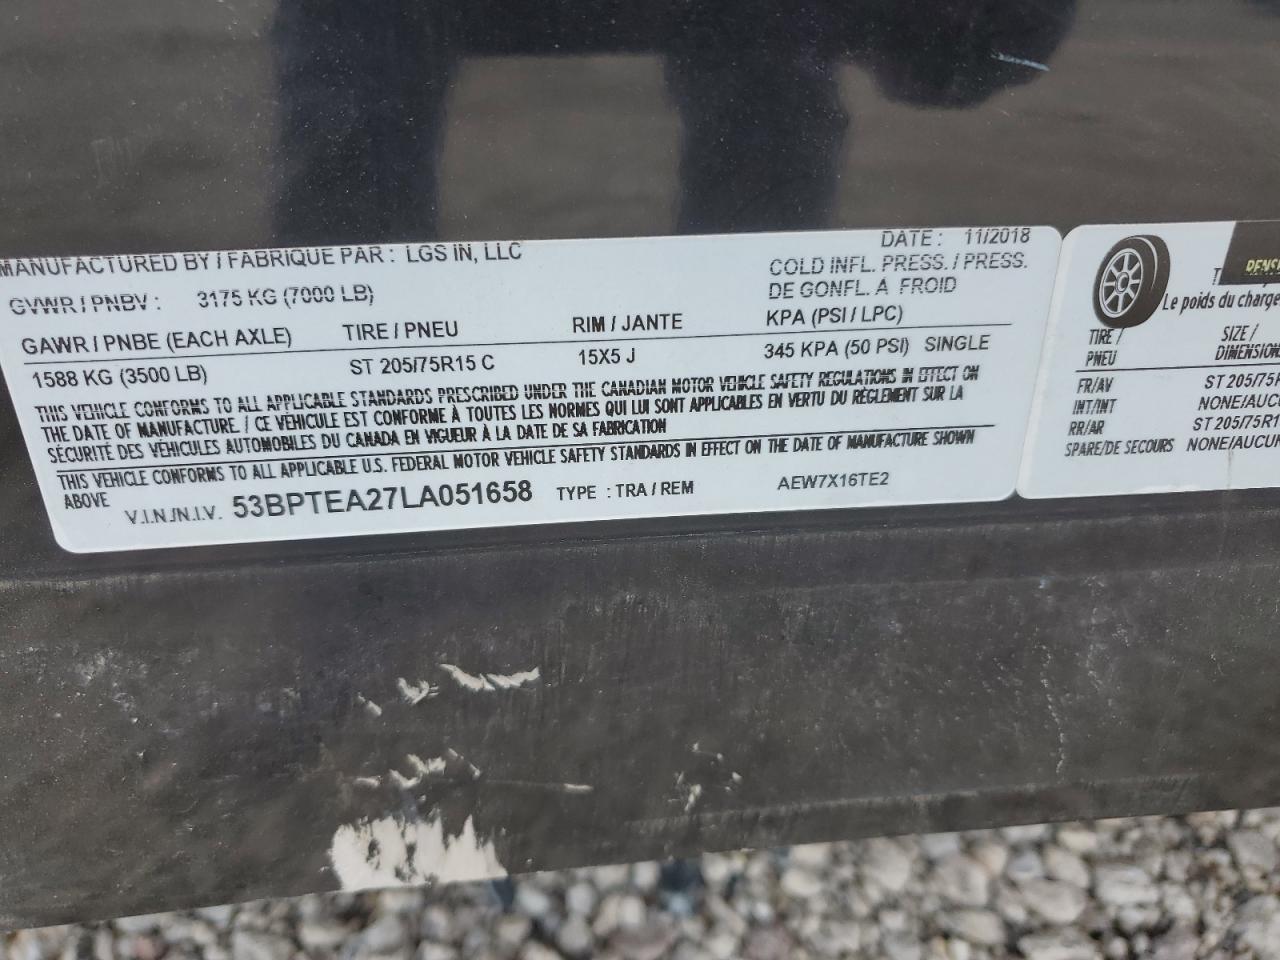 MANUFACTURED BY / FABRIQUE PAR : LGS IN, LLC
DATE : 11/2018
GVWR / PNBV : 3175 KG (7000 LB)
COLD INFL. PRESS. / PRESS.
DE GONFL. À FROID
GAWR / PNBE (EACH AXLE) TIRE / PNEU RIM / JANTE KPA (PSI / LPC)
1588 KG (3500 LB) ST 205/75R15 C 15X5 J 345 KPA (50 PSI) SINGLE
THIS VEHICLE CONFORMS TO ALL APPLICABLE STANDARDS PRESCRIBED UNDER THE CANADIAN MOTOR VEHICLE SAFETY REGULATIONS IN EFFECT ON
THE DATE OF MANUFACTURE. / CE VÉHICULE EST CONFORME À TOUTES LES NORMES QUI LUI SONT APPLICABLES EN VERTU DU RÈGLEMENT SUR LA
SÉCURITÉ DES VÉHICULES AUTOMOBILES DU CANADA EN VIGUEUR À LA DATE DE SA FABRICATION
THIS VEHICLE CONFORMS TO ALL APPLICABLE U.S. FEDERAL MOTOR VEHICLE SAFETY STANDARDS IN EFFECT ON THE DATE OF MANUFACTURE SHOWN
ABOVE
V.I.N./N.I.V. 53BPTEA27LA051658 TYPE : TRA / REM AEW7X16TE2
T
Le poids du charge
TIRE / SIZE /
PNEU DIMENSION
FR/AV ST 205/75R
INT/INT NONE/AUCU
RR/AR ST 205/75R1
SPARE/DE SECOURS NONE/AUCU